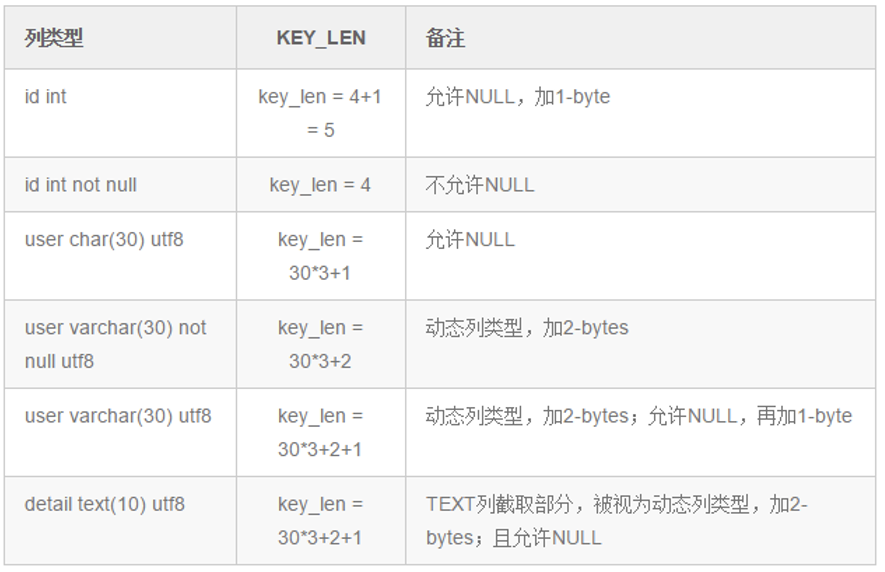 列类型 KEY_LEN 备注
id int key_len = 4+1 允许NULL，加1-byte
= 5
id int not null key_len = 4 不允许NULL
user char(30) utf8 key_len = 允许NULL
30*3+1
user varchar(30) not key_len = 动态列类型，加2-bytes
null utf8 30*3+2
user varchar(30) utf8 key_len = 动态列类型，加2-bytes；允许NULL，再加1-byte
30*3+2+1
detail text(10) utf8 key_len = TEXT列截取部分，被视为动态列类型，加2-
30*3+2+1 bytes；且允许NULL